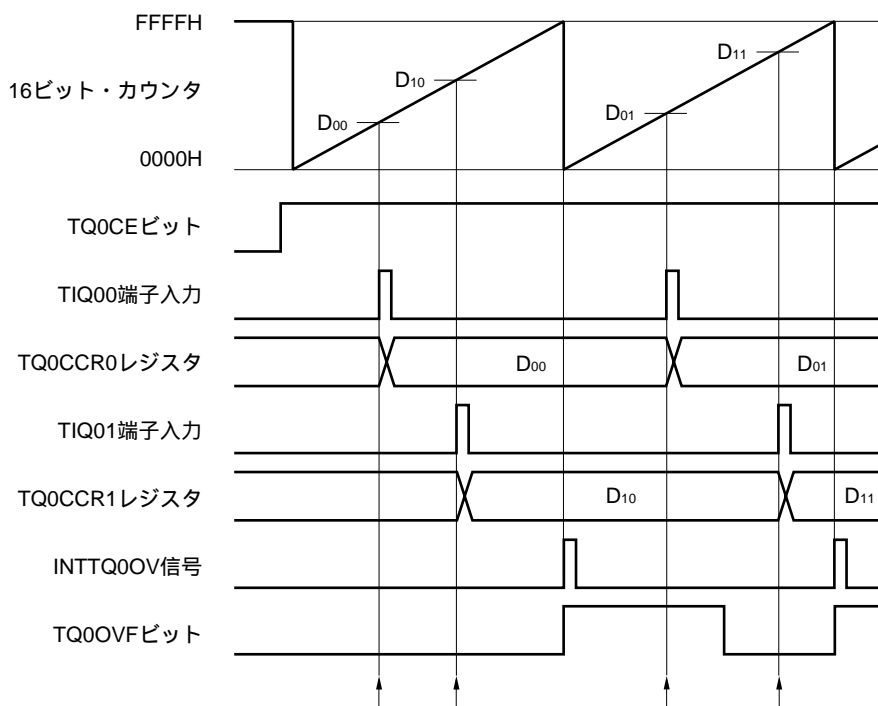 FFFFH
16ビット・カウンタ
0000H
D00
D10
D01
D11
TQ0CEビット
TIQ00端子入力
TQ0CCR0レジスタ
D00
D01
TIQ01端子入力
TQ0CCR1レジスタ
D10
D11
INTTQ0OV信号
TQ0OVFビット